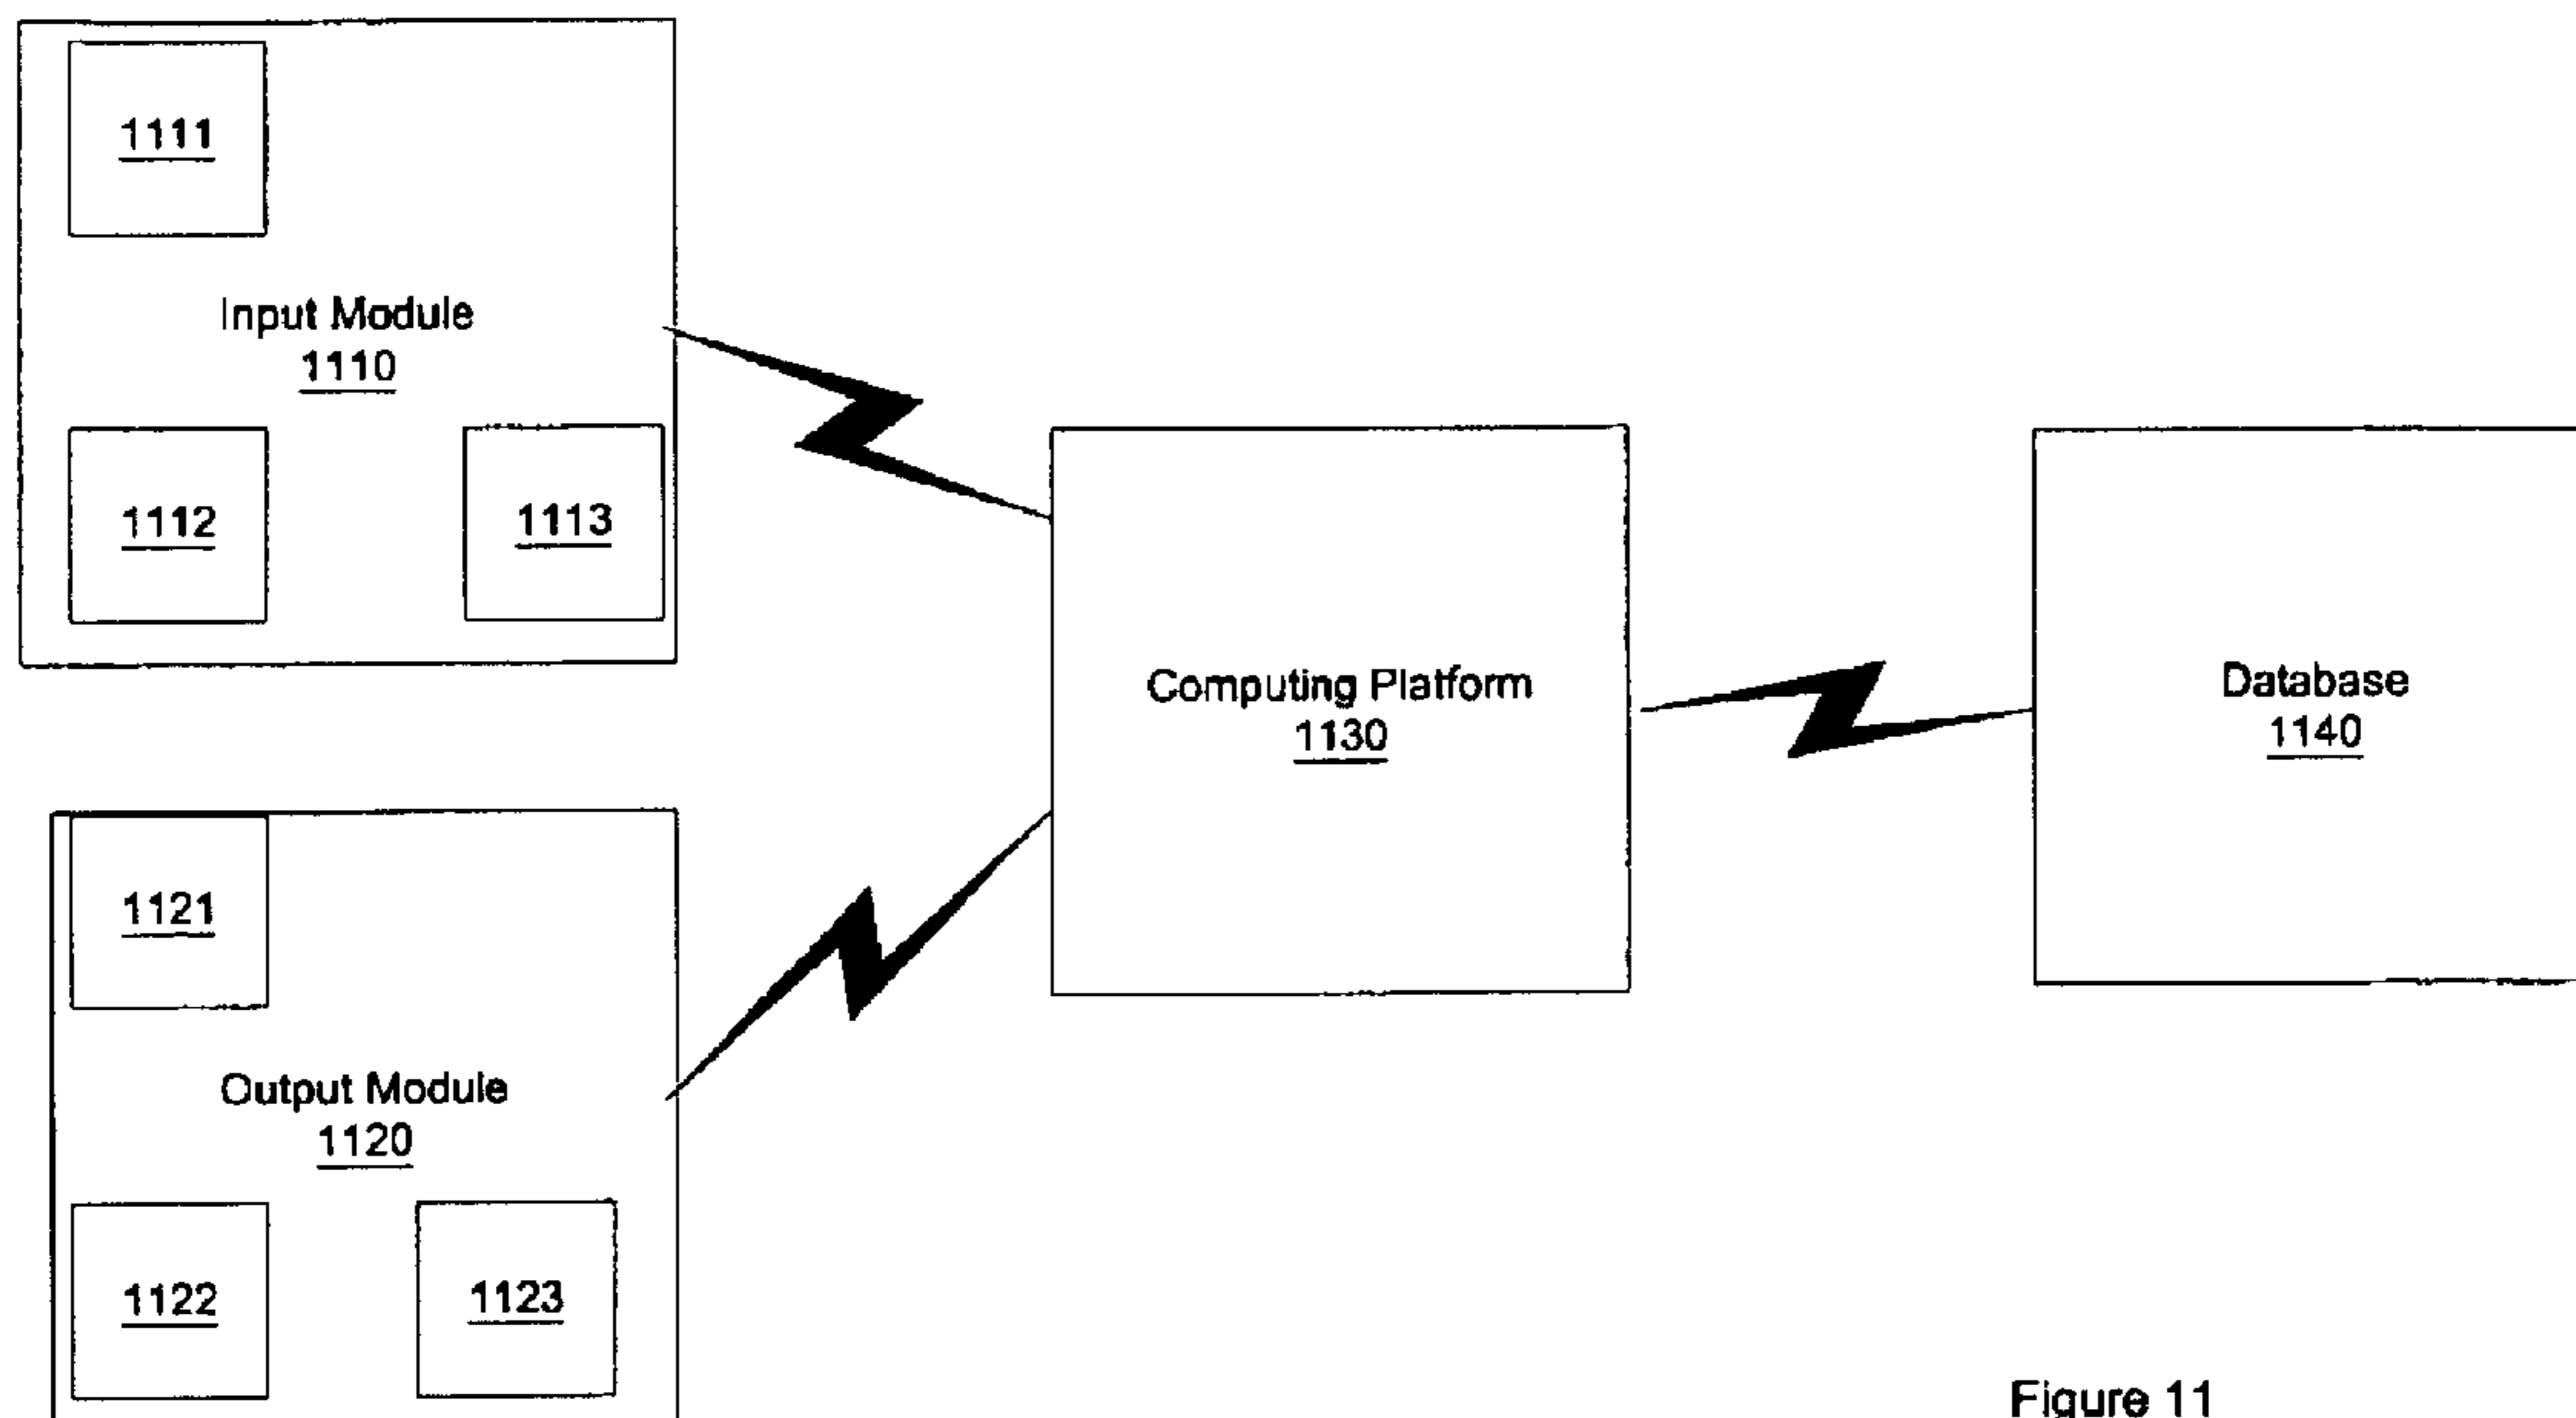 1111
Input Module
1110
1112
1113
Computing Platform
1130
Database
1140
1121
Output Module
1120
1122
1123
Figure 11